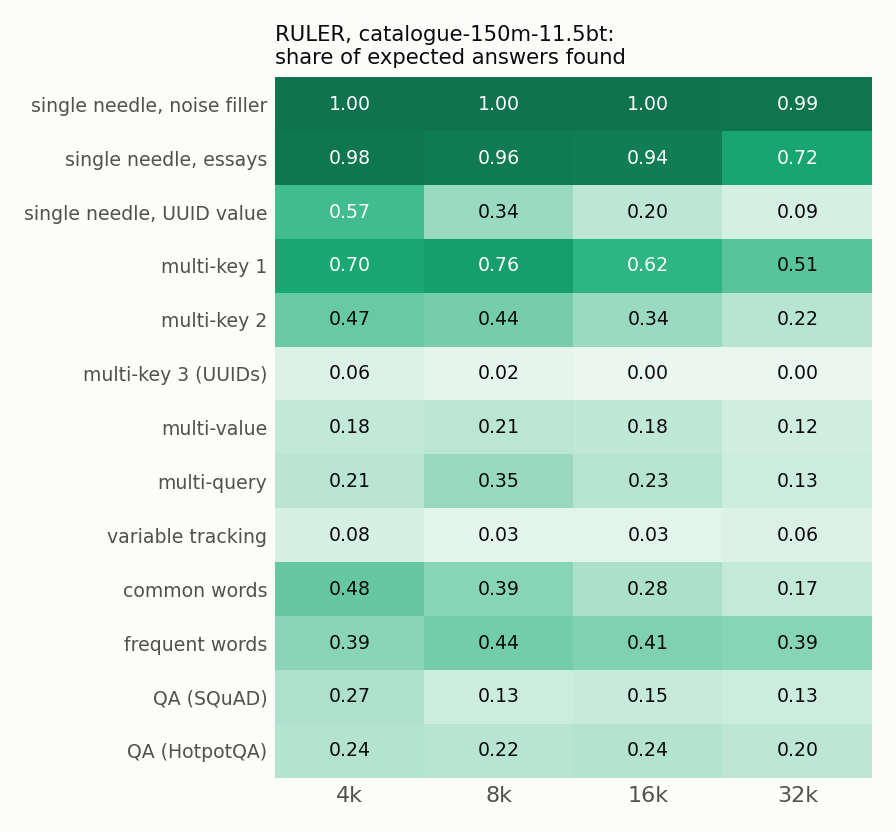 RULER, catalogue-150m-11.5bt:
share of expected answers found
single needle, noise filler 1.00 1.00 1.00 0.99
single needle, essays 0.98 0.96 0.94 0.72
single needle, UUID value 0.57 0.34 0.20 0.09
multi-key 1 0.70 0.76 0.62 0.51
multi-key 2 0.47 0.44 0.34 0.22
multi-key 3 (UUIDs) 0.06 0.02 0.00 0.00
multi-value 0.18 0.21 0.18 0.12
multi-query 0.21 0.35 0.23 0.13
variable tracking 0.08 0.03 0.03 0.06
common words 0.48 0.39 0.28 0.17
frequent words 0.39 0.44 0.41 0.39
QA (SQuAD) 0.27 0.13 0.15 0.13
QA (HotpotQA) 0.24 0.22 0.24 0.20
4k 8k 16k 32k